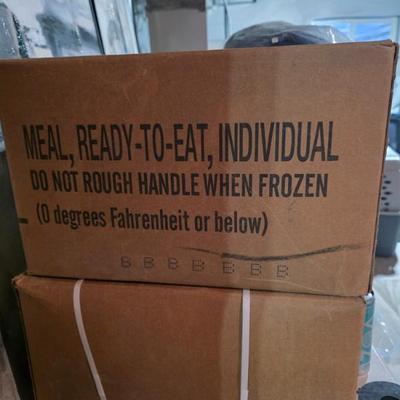 MEAL, READY-TO-EAT, INDIVIDUAL
DO NOT ROUGH HANDLE WHEN FROZEN
(0 degrees Fahrenheit or below)
B B B B B B B